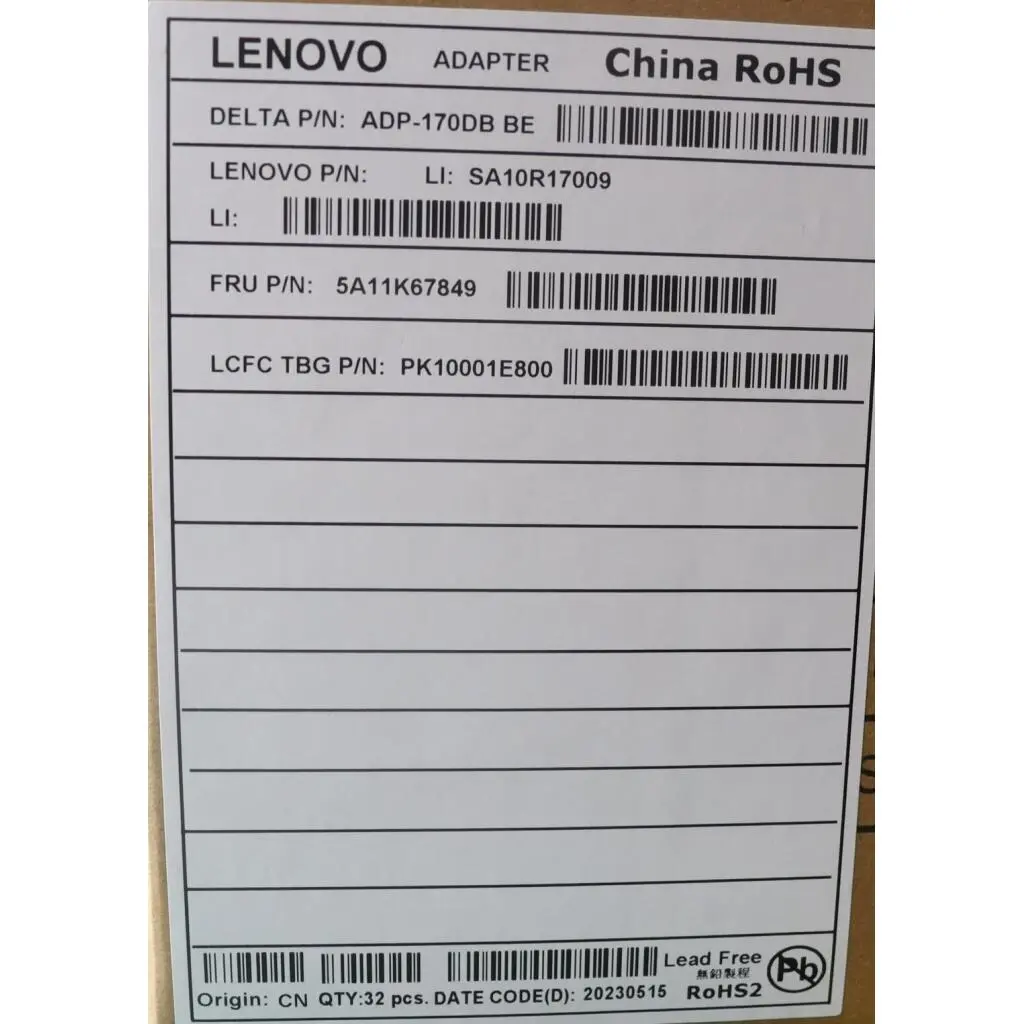 LENOVO ADAPTER China RoHS
DELTA P/N: ADP-170DB BE
LENOVO P/N: LI: SA10R17009
LI:
FRU P/N: 5A11K67849
LCFC TBG P/N: PK10001E800
Lead Free
無鉛製程
Pb
Origin: CN QTY:32 pcs. DATE CODE(D): 20230515 RoHS2